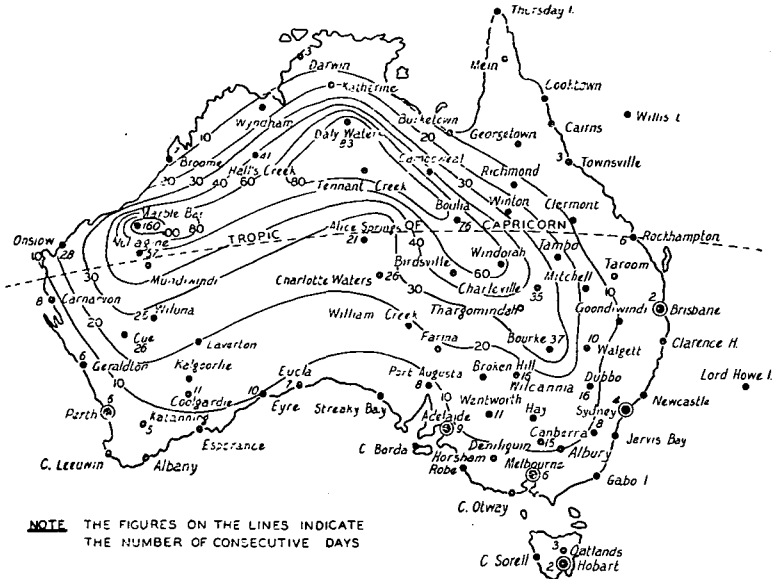 Thursday I.
3
Darwin
Mein
Katherine
Cooktown
Wyndham
Burketown
Willis I.
10
Daly Waters
20
Georgetown
Cairns
83
7
41
3
Townsville
Broome
Hall's Creek
Camooweal
Richmond
20 30 40 60 80
30
Tennant Creek
Winton
Clermont
Marble Bar
Boulia
160
100 80
Alice Springs OF
76
CAPRICORN
TROPIC
21
40
6
Rockhampton
Onslow
28
57
Windorah
Tambo
10
Birdsville
60
Taroom
30
Mundiwindi
Charlotte Waters
26
Charleville
Mitchell
8
Carnarvon
30
35
10
2
Brisbane
25
Wiluna
William Creek
Thargomindah
Goondiwindi
20
Cue
26
Laverton
Farina
20
Bourke 37
10
Walgett
Clarence H.
6
Geraldton
Kalgoorlie
Eucla
Port Augusta
Broken Hill
15
Dubbo
Lord Howe I.
10
11
7
8
Wilcannia
16
Coolgardie
10
10
Wentworth
4
Newcastle
6
Perth
Eyre
Streaky Bay
Adelaide
11
Hay
Sydney
Katanning
9
8
5
Esperance
Canberra
Jervis Bay
C Borda
Deniliquin
15
C. Leeuwin
Albany
Horsham
Albury
Robe
Melbourne
6
Gabo I
C. Otway
NOTE THE FIGURES ON THE LINES INDICATE
THE NUMBER OF CONSECUTIVE DAYS
3
Oatlands
C Sorell
2
Hobart